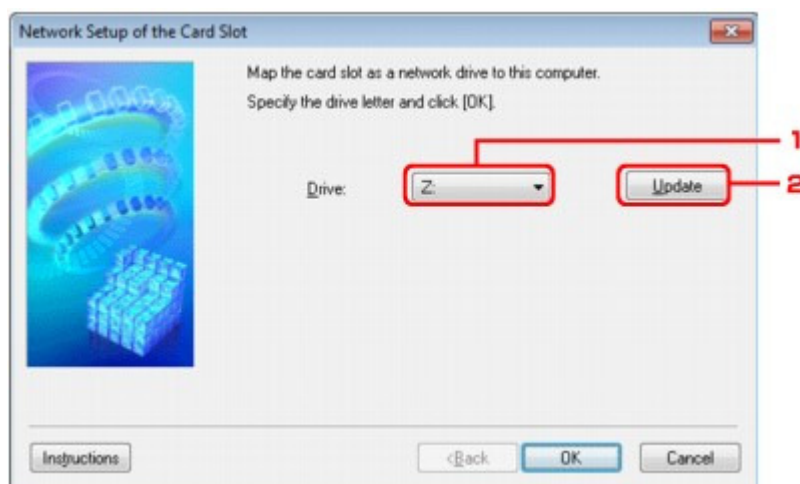 Network Setup of the Card Slot
Map the card slot as a network drive to this computer.
Specify the drive letter and click [OK].
1
Drive:
Z:
Update
2
Instructions
<Back
OK
Cancel